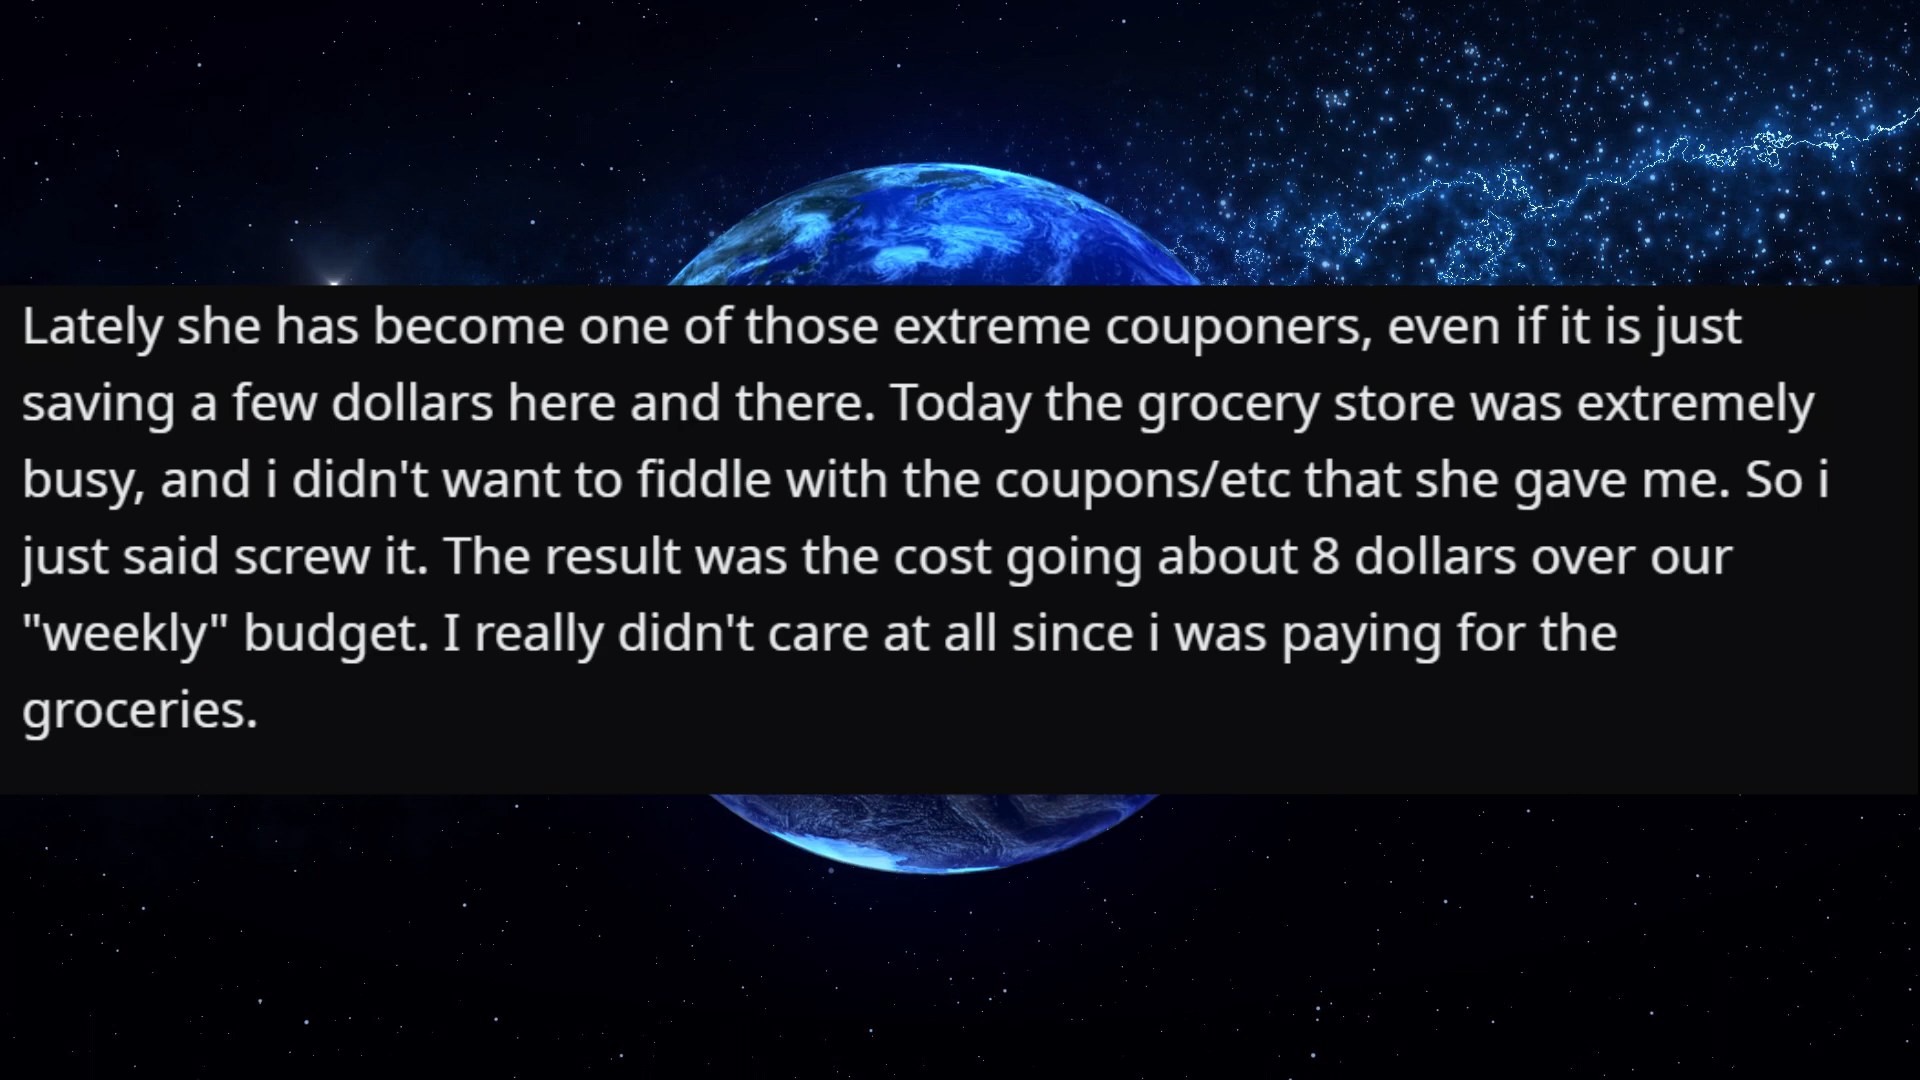 Lately she has become one of those extreme couponers, even if it is just
saving a few dollars here and there. Today the grocery store was extremely
busy, and i didn't want to fiddle with the coupons/etc that she gave me. So i
just said screw it. The result was the cost going about 8 dollars over our
"weekly" budget. I really didn't care at all since i was paying for the
groceries.